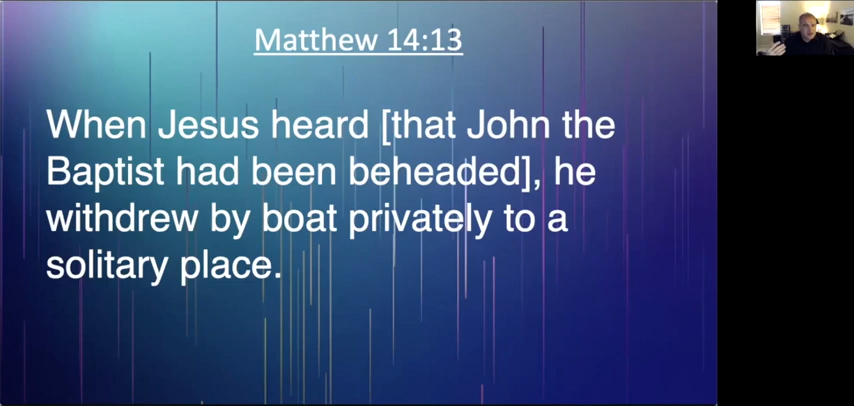 Matthew 14:13
When Jesus heard [that John the
Baptist had been beheaded], he
withdrew by boat privately to a
solitary place.